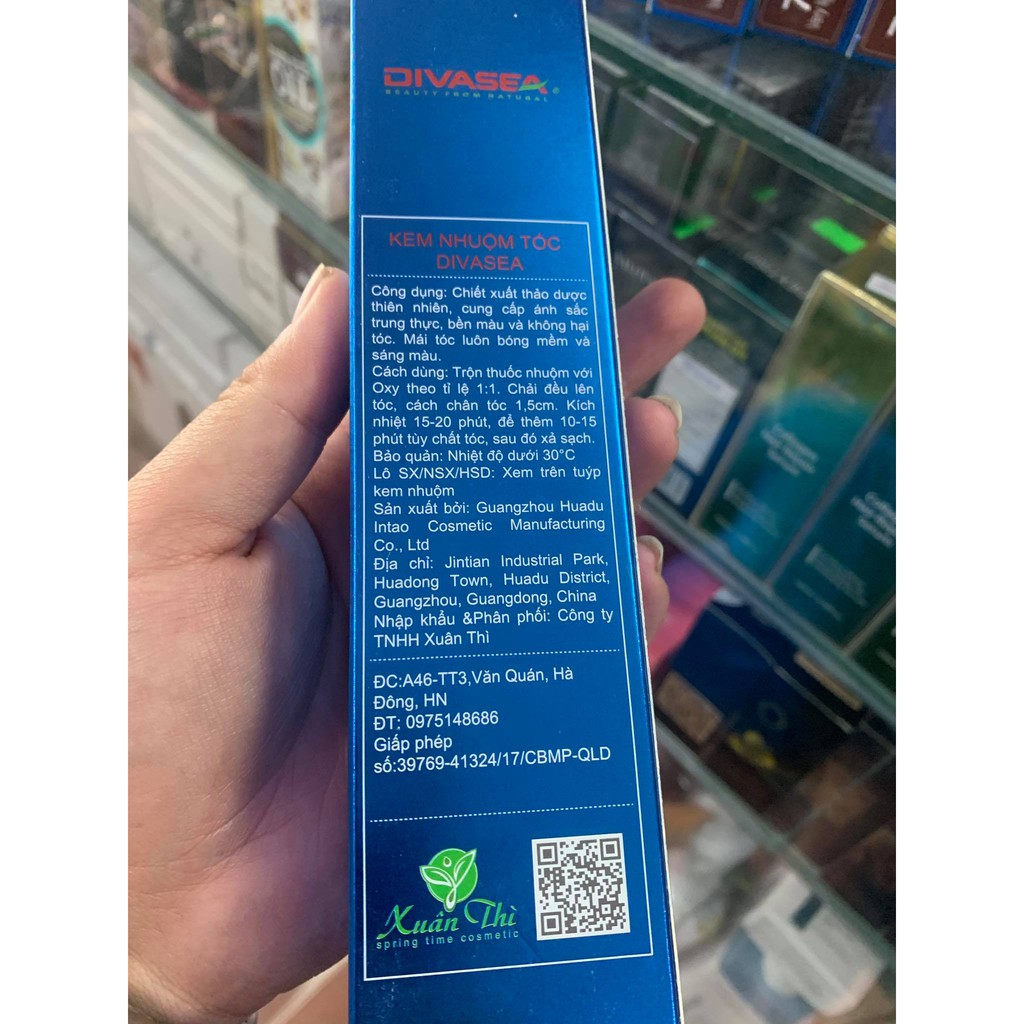 DIVASEA
BEAUTY FROM NATURAL
KEM NHUỘM TÓC
DIVASEA
Công dụng: Chiết xuất thảo dược
thiên nhiên, cung cấp ánh sắc
trung thực, bền màu và không hại
tóc. Mái tóc luôn bóng mềm và
sáng màu.
Cách dùng: Trộn thuốc nhuộm với
Oxy theo tỉ lệ 1:1. Chải đều lên
tóc, cách chân tóc 1,5cm. Kích
nhiệt 15-20 phút, để thêm 10-15
phút tùy chất tóc, sau đó xả sạch.
Bảo quản: Nhiệt độ dưới 30°C
Lô SX/NSX/HSD: Xem trên tuýp
kem nhuộm
Sản xuất bởi: Guangzhou Huadu
Intao Cosmetic Manufacturing
Co., Ltd
Địa chỉ: Jintian Industrial Park,
Huadong Town, Huadu District,
Guangzhou, Guangdong, China
Nhập khẩu &Phân phối: Công ty
TNHH Xuân Thì
ĐC:A46-TT3,Văn Quán, Hà
Đông, HN
ĐT: 0975148686
Giấp phép
số:39769-41324/17/CBMP-QLD
Xuân Thì
spring time cosmetic